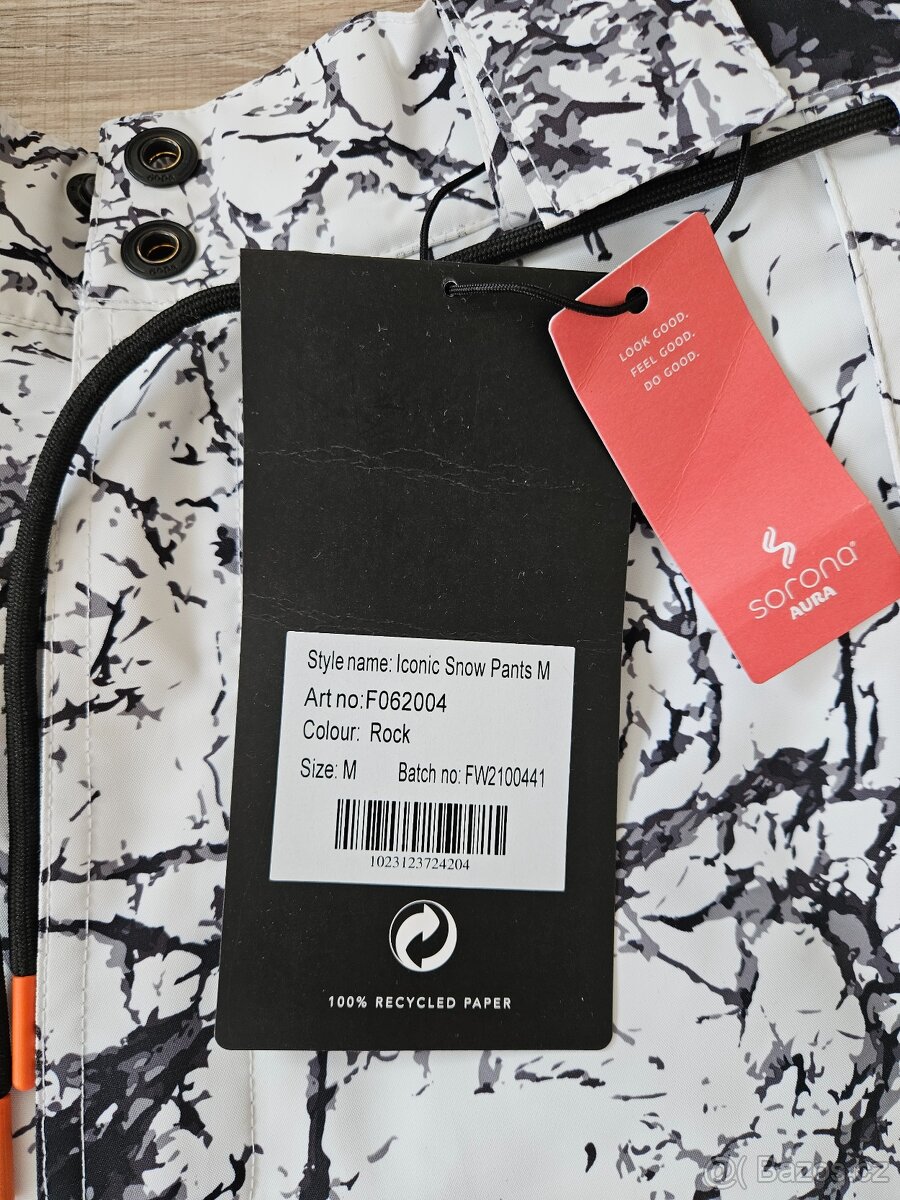 LOOK GOOD.
FEEL GOOD.
DO GOOD.
sorona®
AURA
Style name: Iconic Snow Pants M
Art no:F062004
Colour: Rock
Size: M Batch no: FW2100441
1023123724204
100% RECYCLED PAPER
Bazos.cz